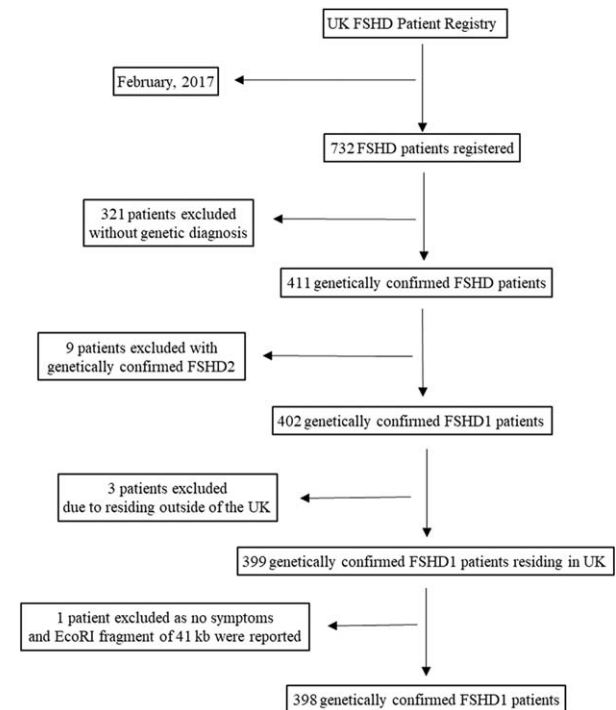 UK FSHD Patient Registry
February, 2017
732 FSHD patients registered
321 patients excluded
without genetic diagnosis
411 genetically confirmed FSHD patients
9 patients excluded with
genetically confirmed FSHD2
402 genetically confirmed FSHD1 patients
3 patients excluded
due to residing outside of the UK
399 genetically confirmed FSHD1 patients residing in UK
1 patient excluded as no symptoms
and EcoRI fragment of 41 kb were reported
398 genetically confirmed FSHD1 patients